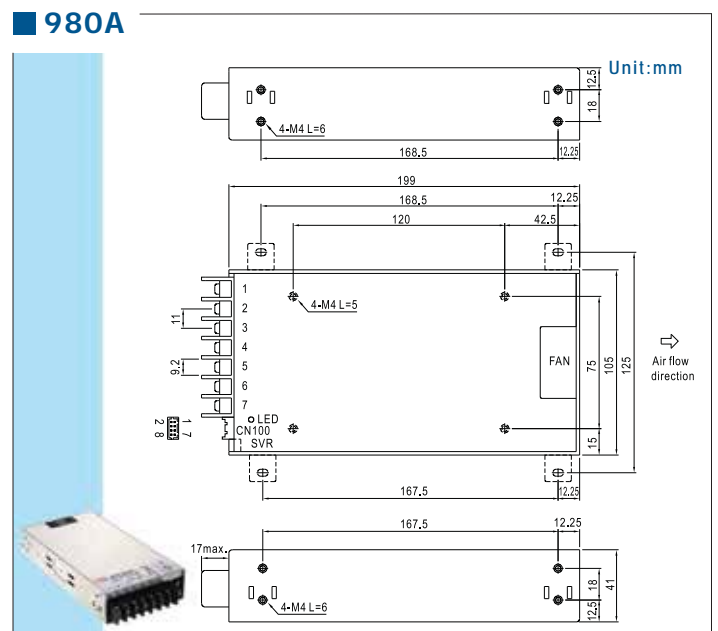 980A
Unit:mm
12.5
18
4-M4 L=6
168.5
12.25
199
168.5
12.25
120
42.5
1
2
3
4
5
6
7
11
9.2
4-M4 L=5
FAN
75
105
125
15
Air flow
direction
LED
CN100
SVR
1 7
2 8
167.5
12.25
167.5
12.25
17max.
18
41
12.5
4-M4 L=6